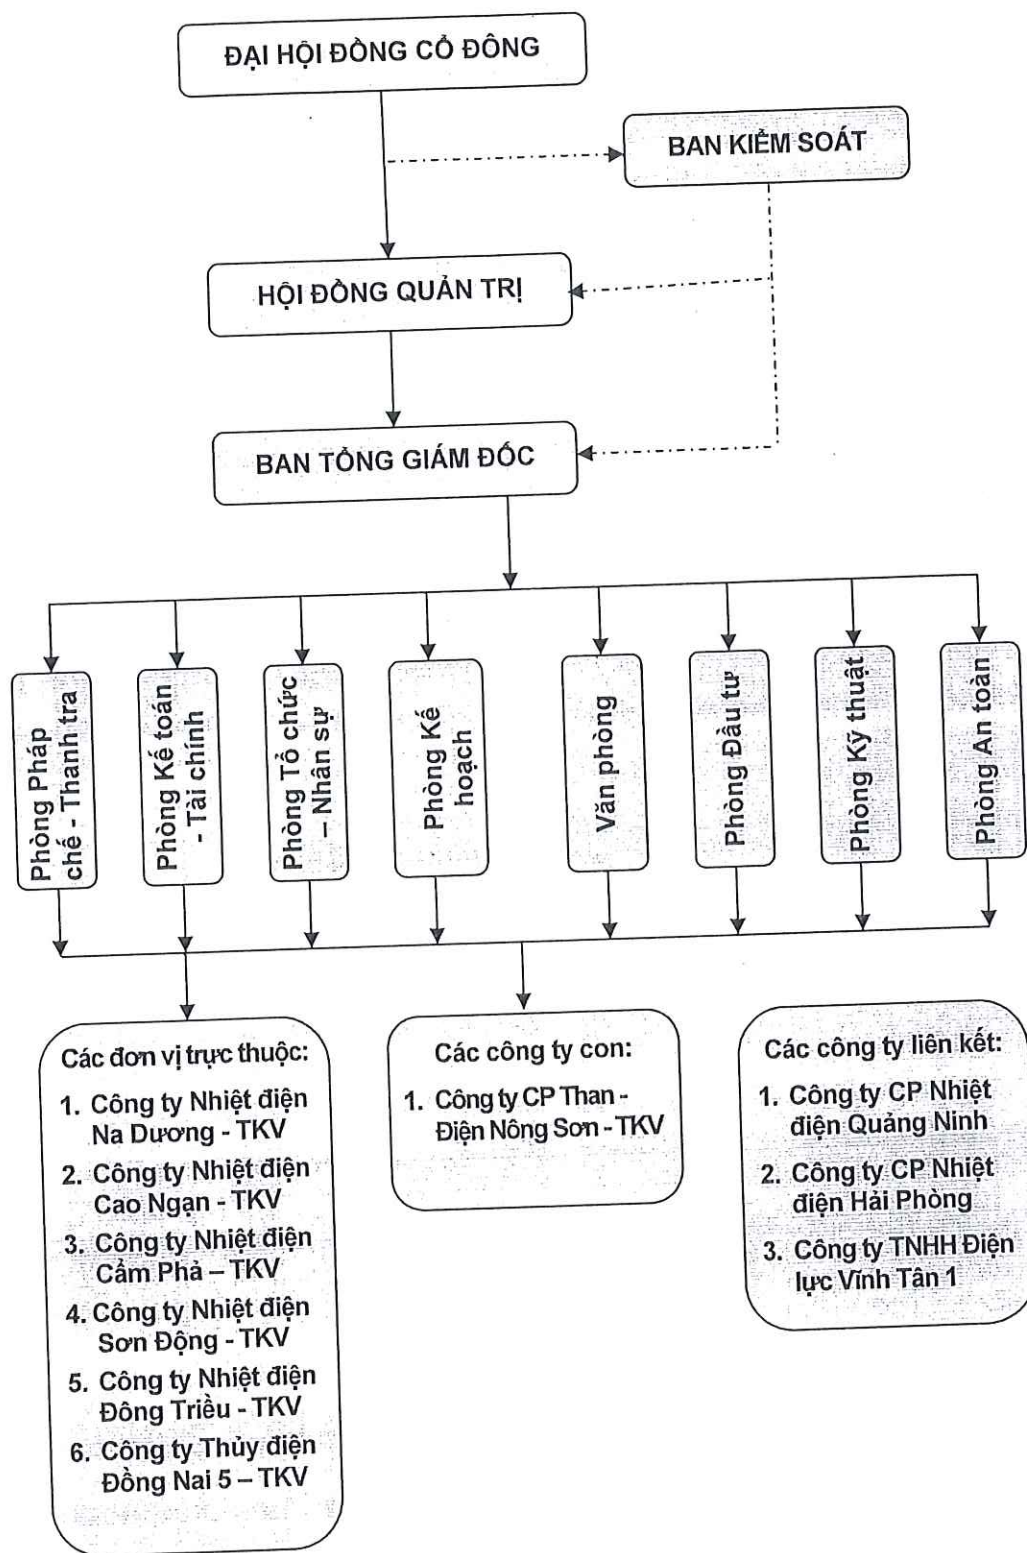 ĐẠI HỘI ĐỒNG CỔ ĐÔNG
BAN KIỂM SOÁT
HỘI ĐỒNG QUẢN TRỊ
BAN TỔNG GIÁM ĐỐC
Phòng Pháp
chế - Thanh tra
Phòng Kế toán
- Tài chính
Phòng Tổ chức
– Nhân sự
Phòng Kế
hoạch
Văn phòng
Phòng Đầu tư
Phòng Kỹ thuật
Phòng An toàn
Các đơn vị trực thuộc:
1. Công ty Nhiệt điện
Na Dương - TKV
2. Công ty Nhiệt điện
Cao Ngạn - TKV
3. Công ty Nhiệt điện
Cẩm Phả – TKV
4. Công ty Nhiệt điện
Sơn Động - TKV
5. Công ty Nhiệt điện
Đông Triều - TKV
6. Công ty Thủy điện
Đồng Nai 5 – TKV
Các công ty con:
1. Công ty CP Than -
Điện Nông Sơn - TKV
Các công ty liên kết:
1. Công ty CP Nhiệt
điện Quảng Ninh
2. Công ty CP Nhiệt
điện Hải Phòng
3. Công ty TNHH Điện
lực Vĩnh Tân 1